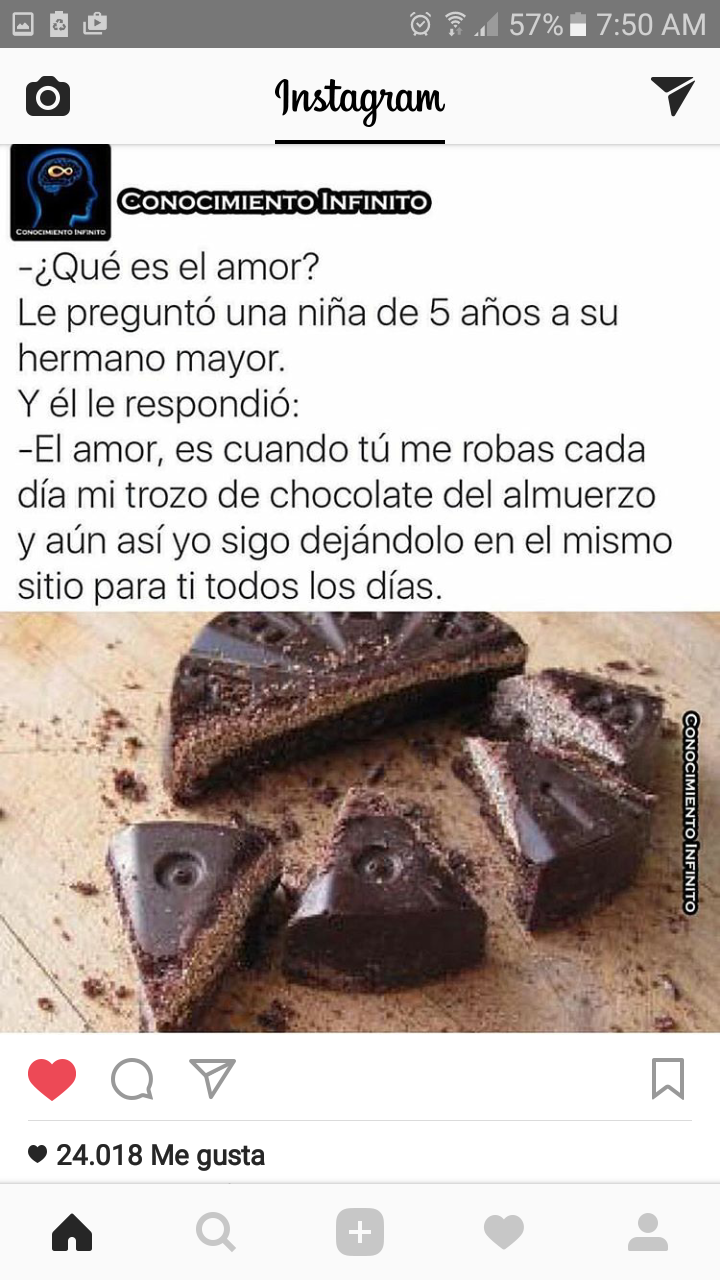 57% 7:50 AM
Instagram
CONOCIMIENTO INFINITO
CONOCIMIENTO INFINITO
-¿Qué es el amor?
Le preguntó una niña de 5 años a su
hermano mayor.
Y él le respondió:
-El amor, es cuando tú me robas cada
día mi trozo de chocolate del almuerzo
y aún así yo sigo dejándolo en el mismo
sitio para ti todos los días.
CONOCIMIENTO INFINITO
24.018 Me gusta